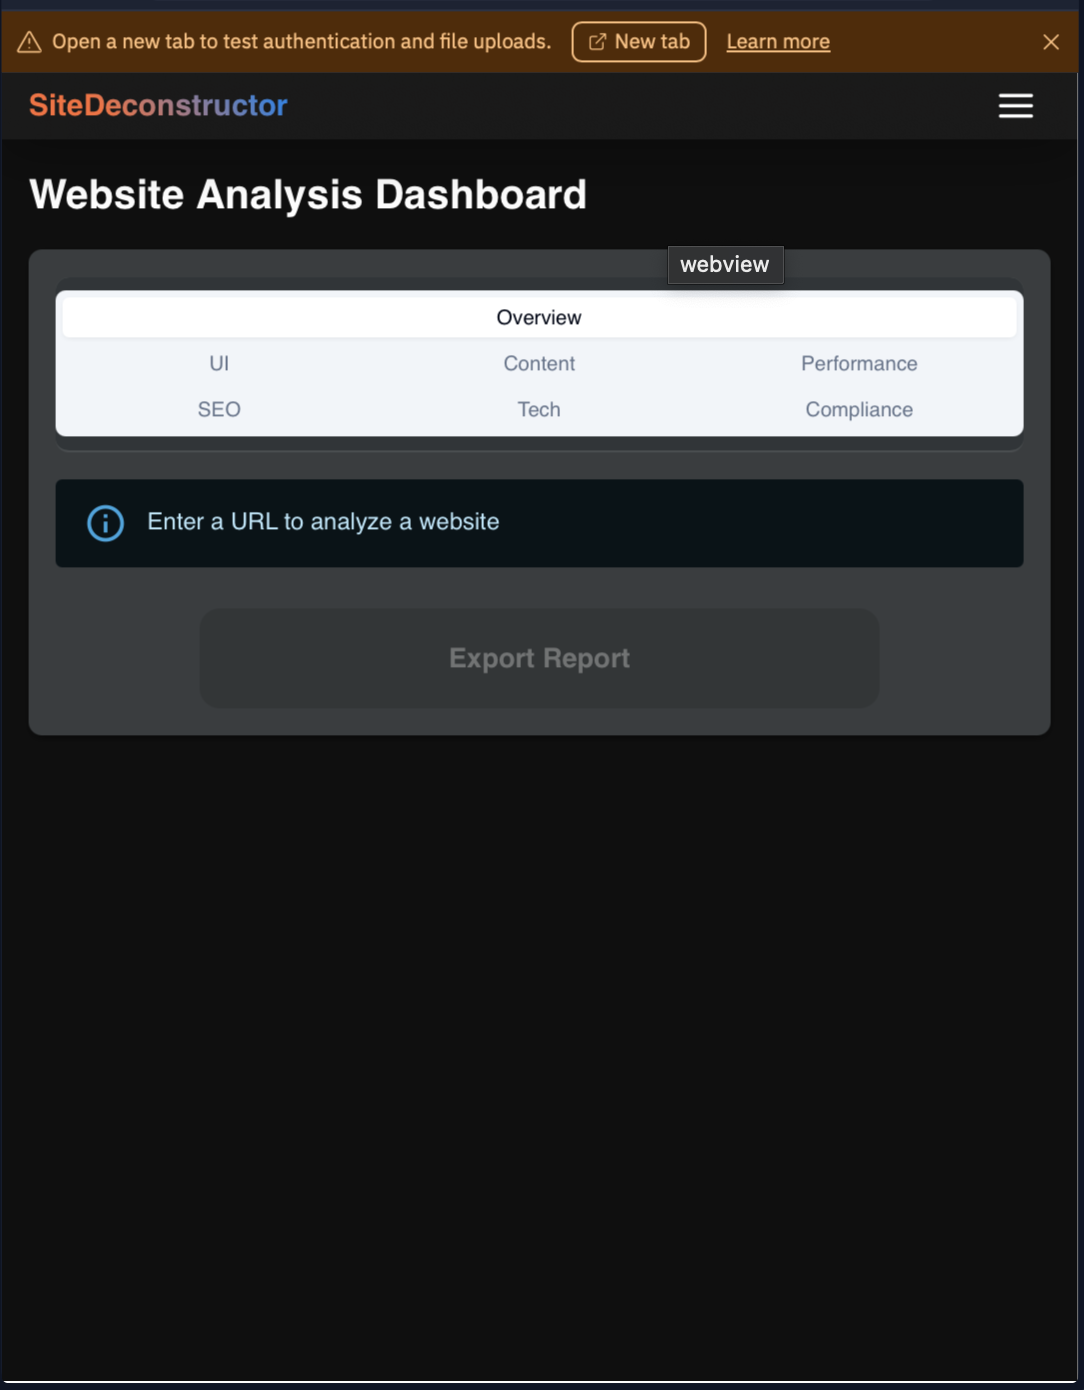 Open a new tab to test authentication and file uploads. New tab Learn more
SiteDeconstructor
Website Analysis Dashboard
webview
Overview
UI Content Performance
SEO Tech Compliance
Enter a URL to analyze a website
Export Report